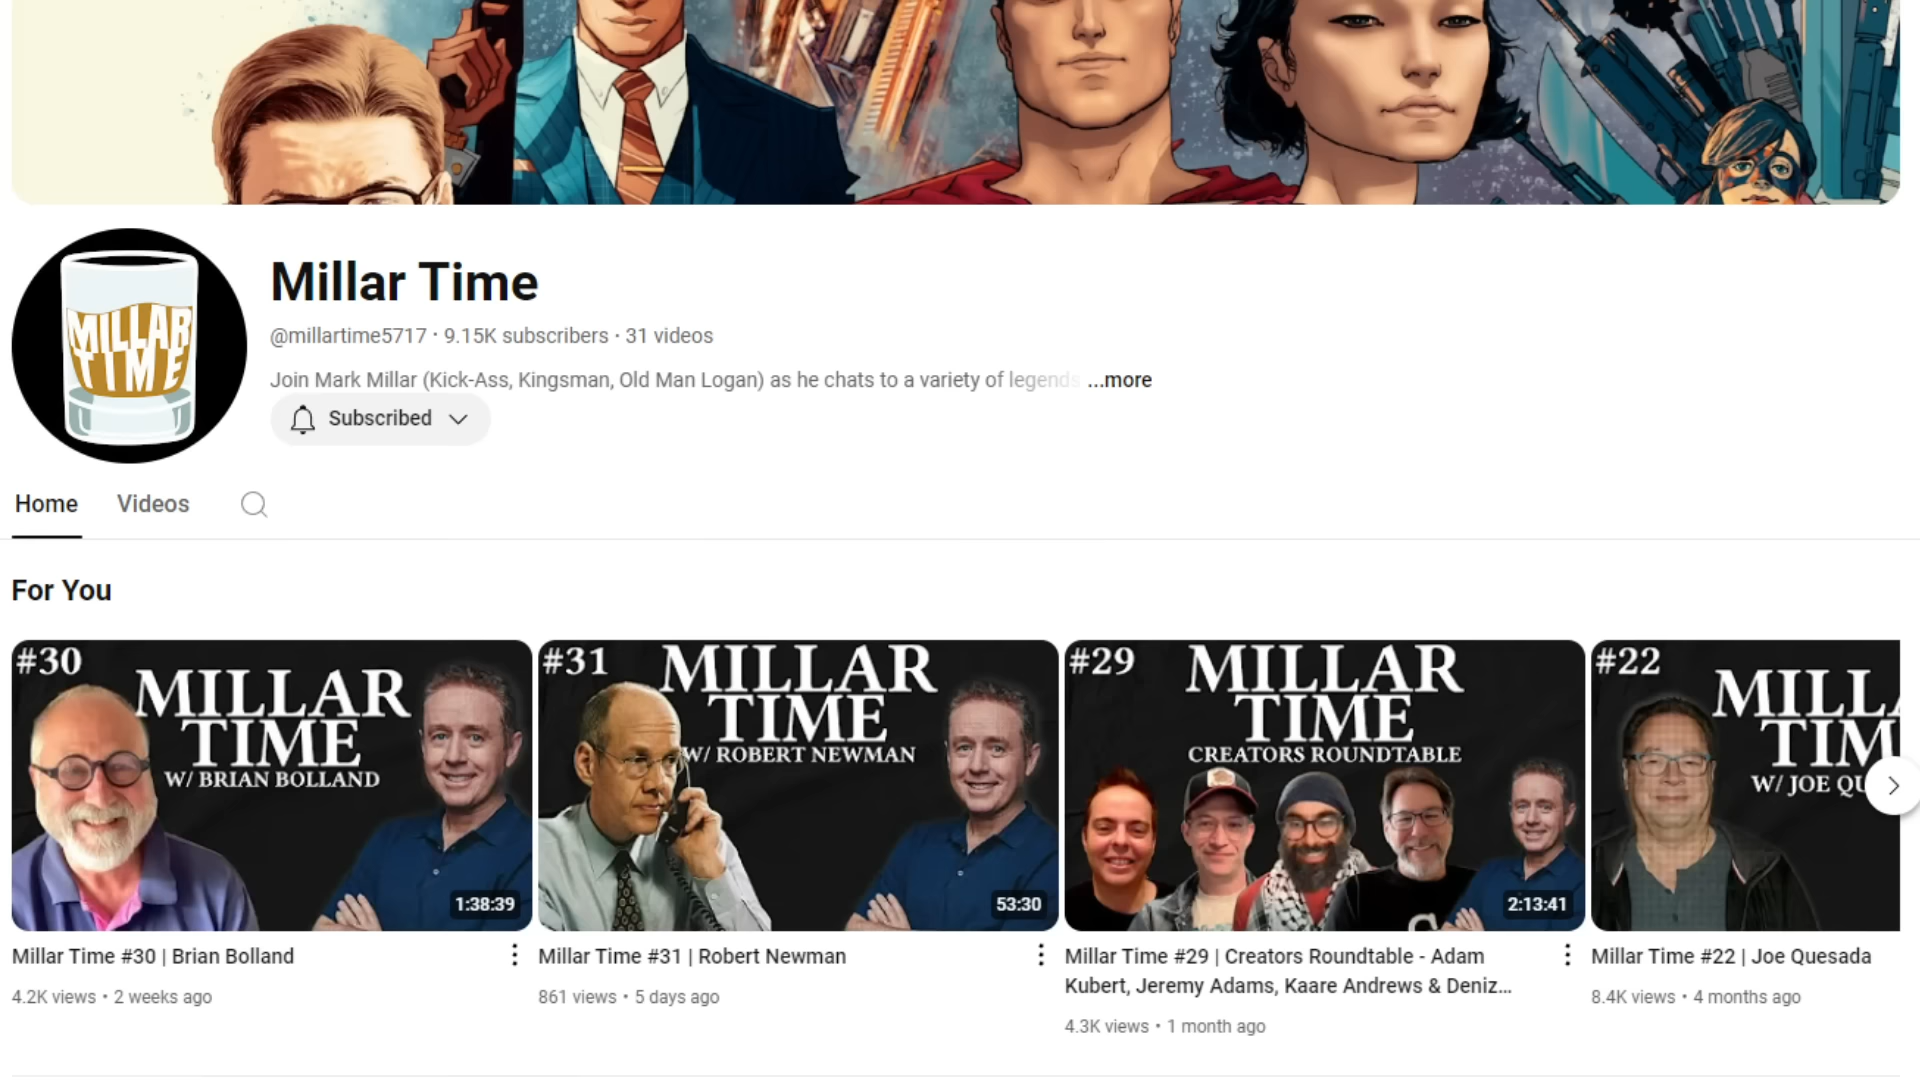 MILLAR
TIME
Millar Time
@millartime5717 · 9.15K subscribers · 31 videos
Join Mark Millar (Kick-Ass, Kingsman, Old Man Logan) as he chats to a variety of legends ...more
Subscribed
Home Videos
For You
#30
MILLAR
TIME
W/ BRIAN BOLLAND
1:38:39
Millar Time #30 | Brian Bolland
4.2K views • 2 weeks ago
#31
MILLAR
TIME
W/ ROBERT NEWMAN
53:30
Millar Time #31 | Robert Newman
861 views • 5 days ago
#29
MILLAR
TIME
CREATORS ROUNDTABLE
2:13:41
Millar Time #29 | Creators Roundtable - Adam
Kubert, Jeremy Adams, Kaare Andrews & Deniz...
4.3K views • 1 month ago
#22
MILLA
TIM
W/ JOE QU
Millar Time #22 | Joe Quesada
8.4K views • 4 months ago